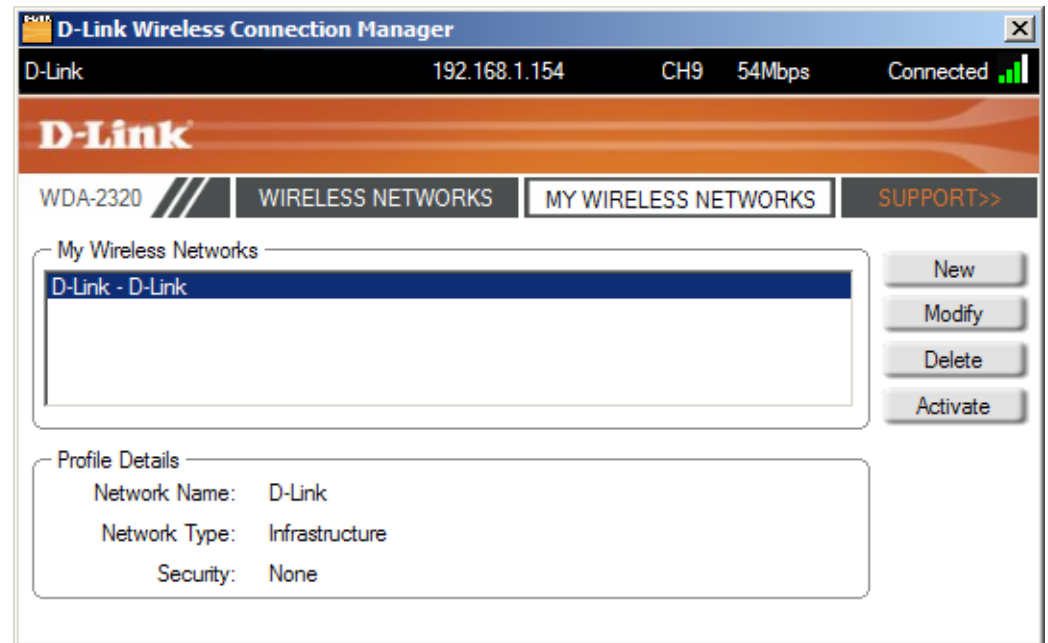 D-Link Wireless Connection Manager
D-Link 192.168.1.154 CH9 54Mbps Connected
D-Link
WDA-2320 WIRELESS NETWORKS MY WIRELESS NETWORKS SUPPORT>>
My Wireless Networks
D-Link - D-Link
New
Modify
Delete
Activate
Profile Details
Network Name: D-Link
Network Type: Infrastructure
Security: None